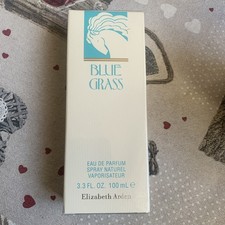 BLUE
GRASS
EAU DE PARFUM
SPRAY NATUREL
VAPORISATEUR
3.3 FL. OZ. 100 mL ℮
Elizabeth Arden